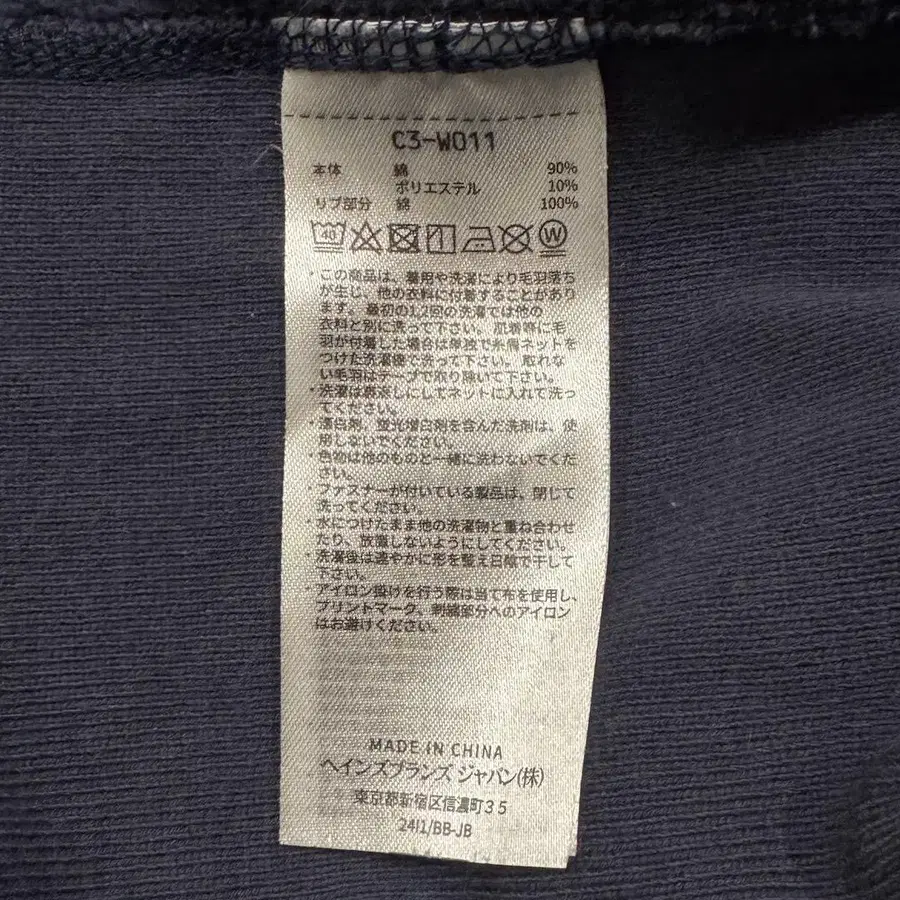 C3-W011
本体 綿 90%
ポリエステル 10%
リブ部分 綿 100%
40 W
・この商品は、着用や洗濯により毛羽落ち
が生じ、他の衣料に付着することがあり
ます。最初の1,2回の洗濯では他の
衣料と別に洗って下さい。肌着等に毛
羽が付着した場合は単独で糸屑ネットを
つけた洗濯機で洗って下さい。取れな
い毛羽はテープで取り除いて下さい。
・洗濯は裏返しにしてネットに入れて洗っ
てください。
・漂白剤、蛍光増白剤を含んだ洗剤は、使
用しないでください。
・色物は他のものと一緒に洗わないでくだ
さい。
ファスナーが付いている製品は、閉じて
洗ってください。
・水につけたまま他の洗濯物と重ね合わせ
たり、放置しないようにしてください。
・洗濯後は速やかに形を整え日陰で干して
下さい。
・アイロン掛けを行う際は当て布を使用し、
プリントマーク、刺繍部分へのアイロン
はお避けください。
MADE IN CHINA
ヘインズブランズ ジャパン(株)
東京都新宿区信濃町35
24I1/BB-JB